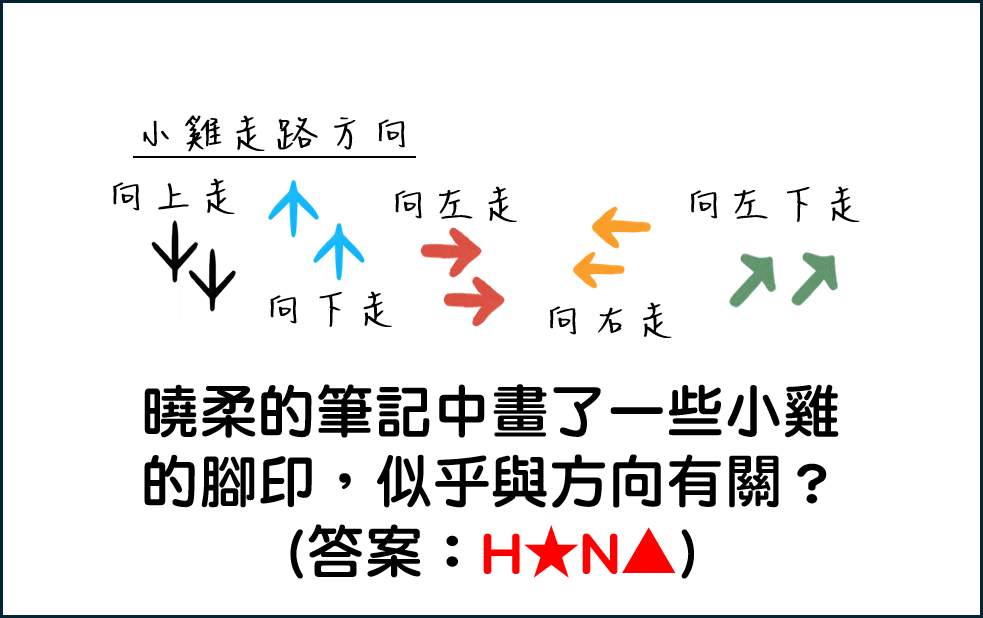 小雞走路方向
向上走
向左走
向左下走
向下走
向右走
曉柔的筆記中畫了一些小雞
的腳印，似乎與方向有關？
(答案：H★N▲)